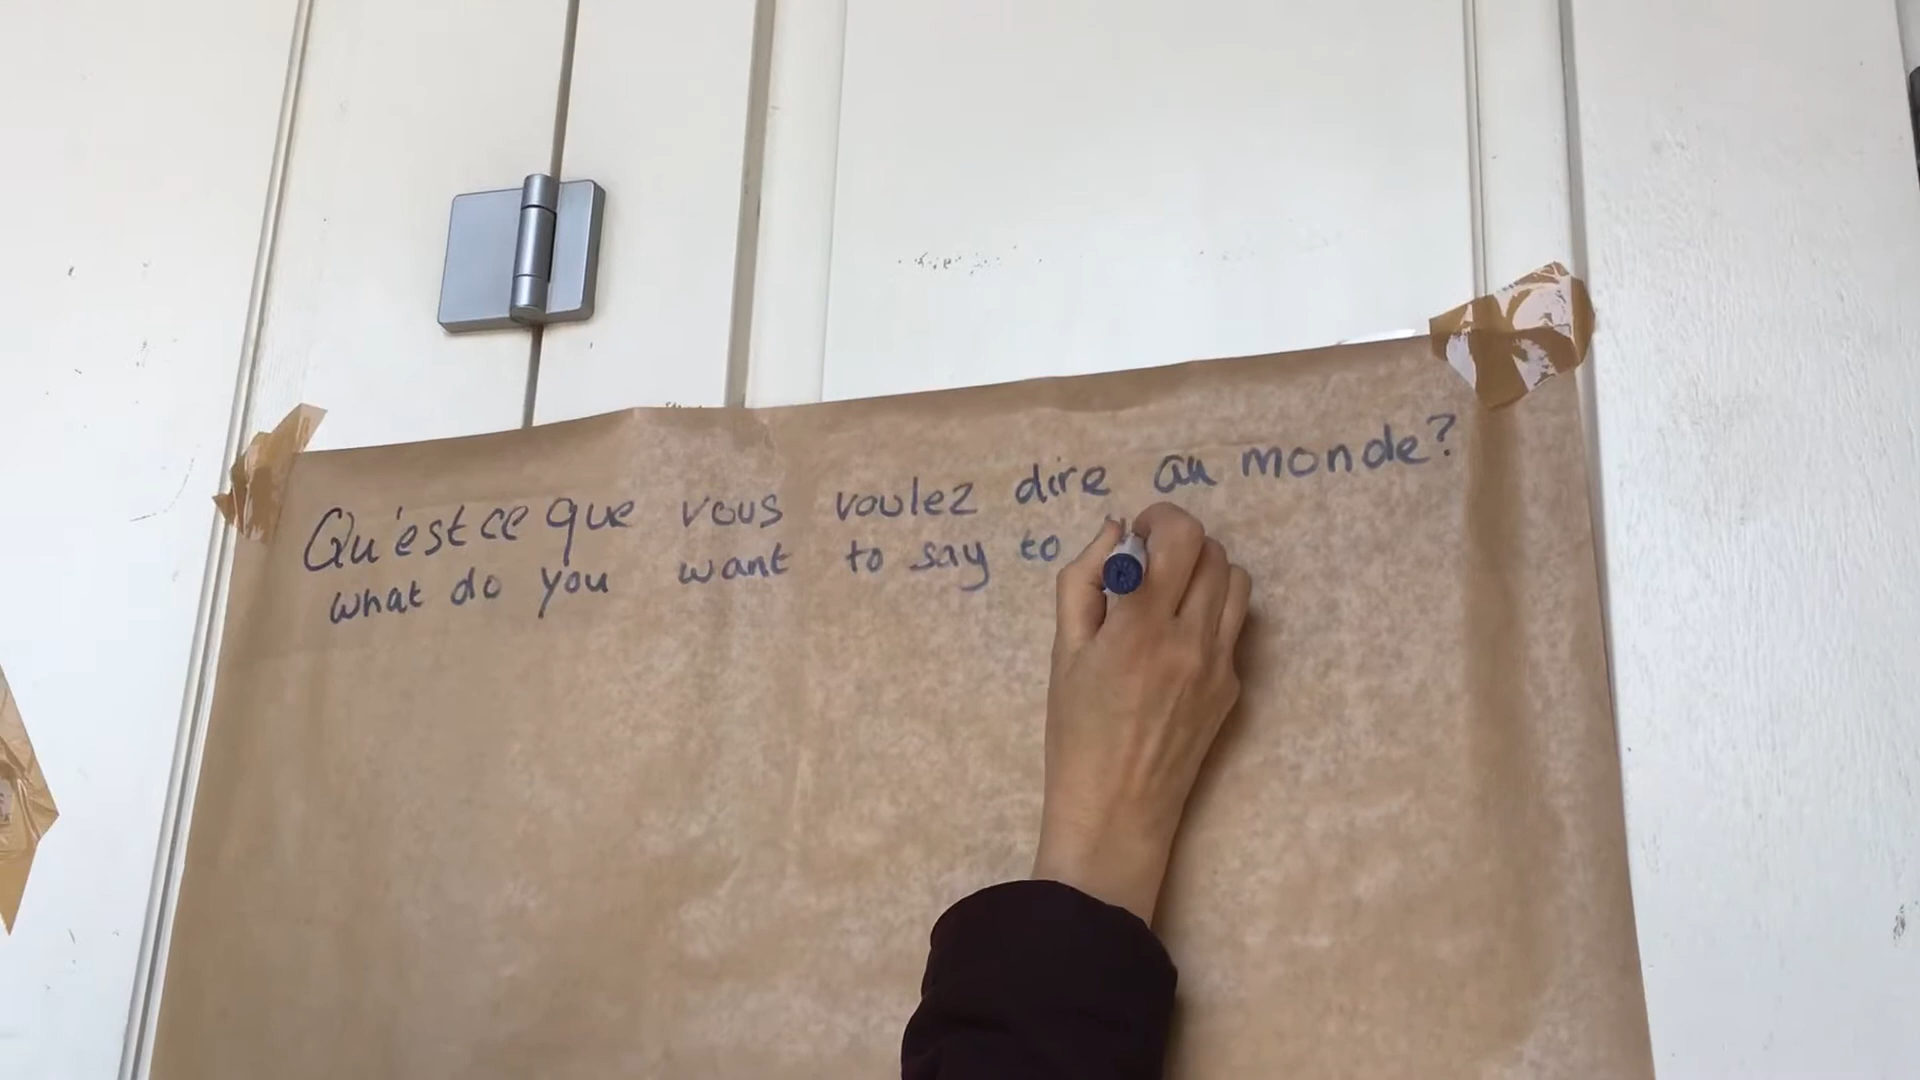 Qu'est ce que vous voulez dire au monde?
what do you want to say to